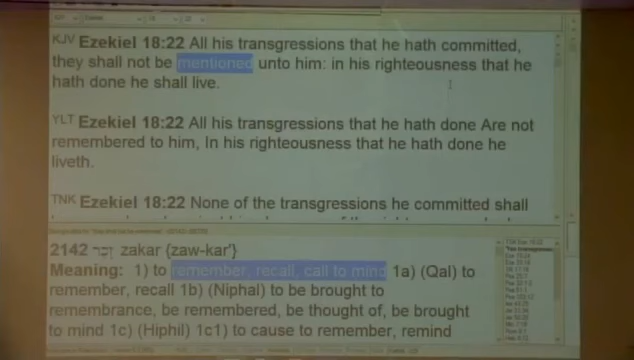 KJV Ezekiel 18:22 All his transgressions that he hath committed,
they shall not be mentioned unto him: in his righteousness that he
hath done he shall live.
YLT Ezekiel 18:22 All his transgressions that he hath done Are not
remembered to him, In his righteousness that he hath done he
liveth.
TNK Ezekiel 18:22 None of the transgressions he committed shall
2142 זכר zakar {zaw-kar'}
Meaning: 1) to remember, recall, call to mind 1a) (Qal) to
remember, recall 1b) (Niphal) to be brought to
remembrance, be remembered, be thought of, be brought
to mind 1c) (Hiphil) 1c1) to cause to remember, remind